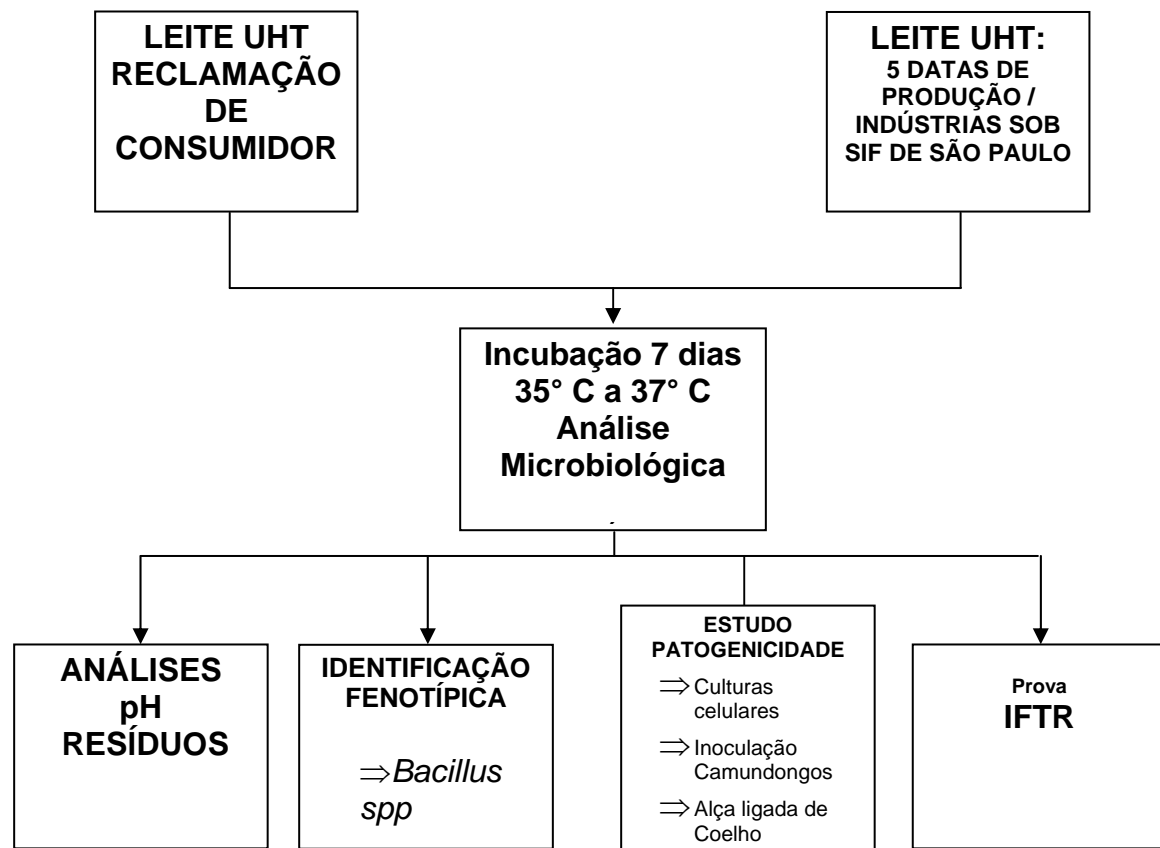 LEITE UHT
RECLAMAÇÃO
DE
CONSUMIDOR
LEITE UHT:
5 DATAS DE
PRODUÇÃO /
INDÚSTRIAS SOB
SIF DE SÃO PAULO
Incubação 7 dias
35° C a 37° C
Análise
Microbiológica
ANÁLISES
pH
RESÍDUOS
IDENTIFICAÇÃO
FENOTÍPICA
⇒Bacillus
spp
ESTUDO
PATOGENICIDADE
⇒ Culturas
celulares
⇒ Inoculação
Camundongos
⇒ Alça ligada de
Coelho
Prova
IFTR